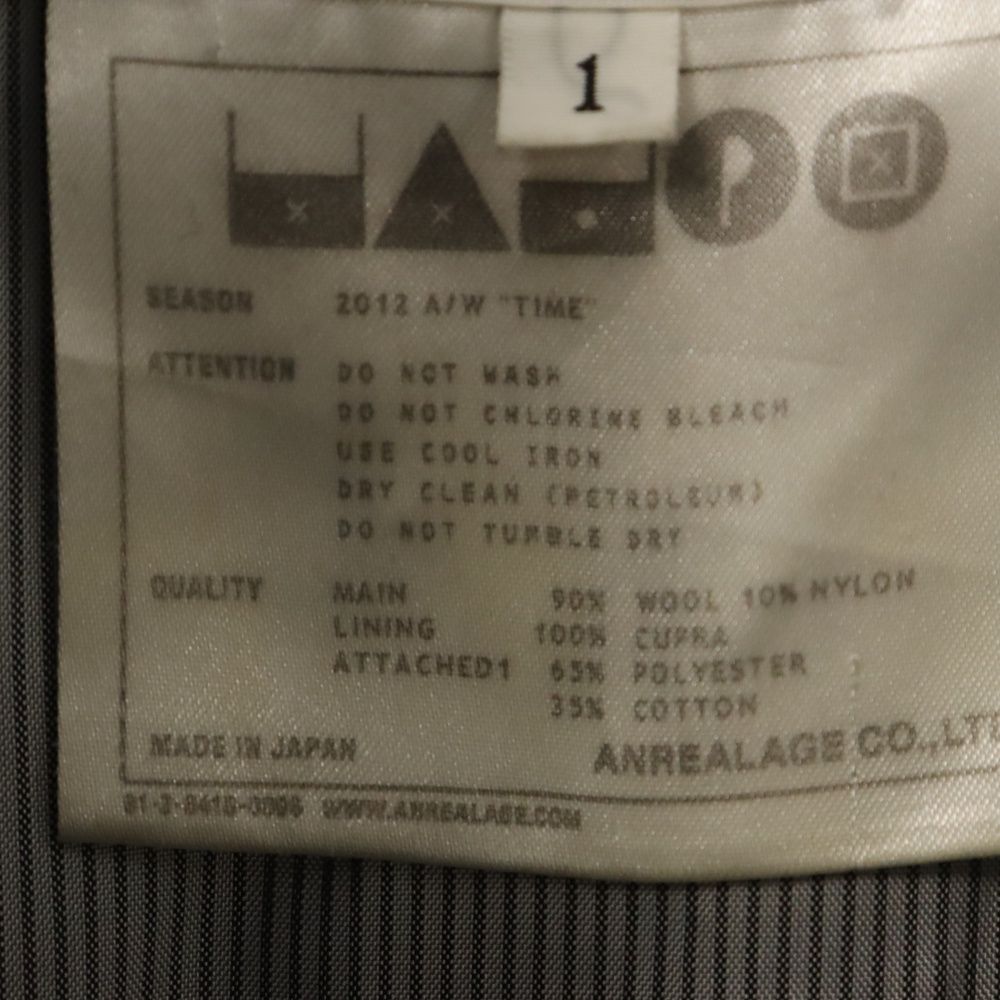 1
P
SEASON 2012 A/W "TIME"
ATTENTION DO NOT WASH
DO NOT CHLORINE BLEACH
USE COOL IRON
DRY CLEAN (PETROLEUM)
DO NOT TUMBLE DRY
QUALITY MAIN 90% WOOL 10% NYLON
LINING 100% CUPRA
ATTACHED1 65% POLYESTER
35% COTTON
MADE IN JAPAN ANREALAGE CO.,LT
WWW.ANREALAGE.COM